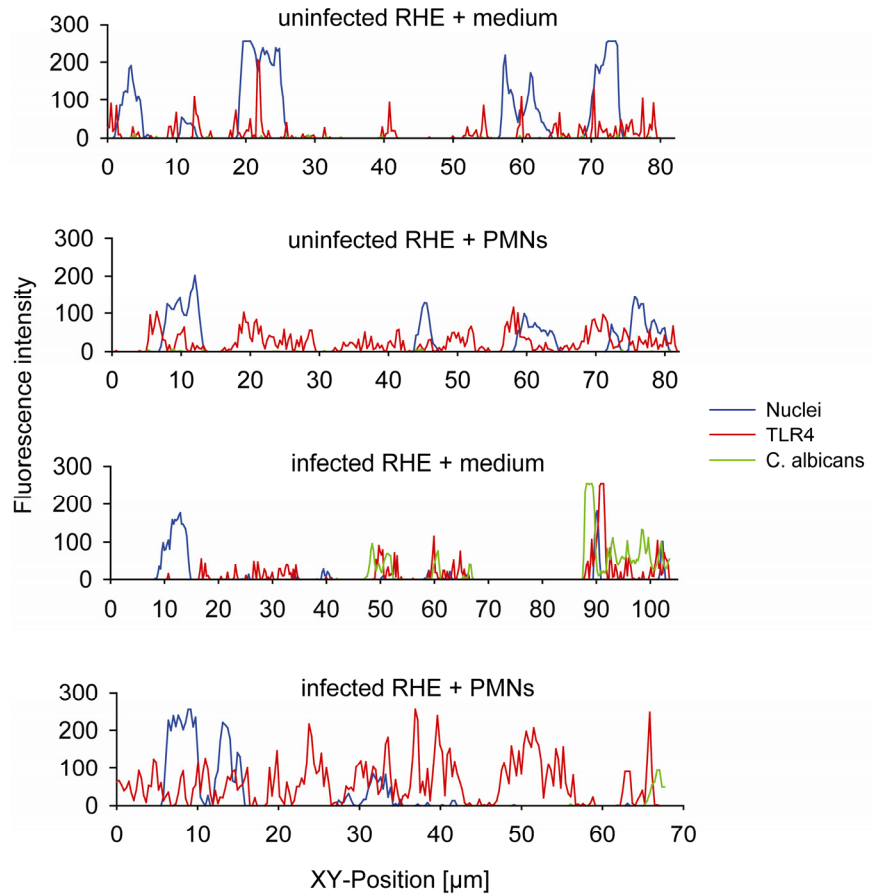 uninfected RHE + medium
300
200
100
0
0 10 20 30 40 50 60 70 80
uninfected RHE + PMNs
300
200
100
0
0 10 20 30 40 50 60 70 80
Fluorescence intensity
Nuclei
TLR4
C. albicans
infected RHE + medium
300
200
100
0
0 10 20 30 40 50 60 70 80 90 100
infected RHE + PMNs
300
200
100
0
0 10 20 30 40 50 60 70
XY-Position [µm]